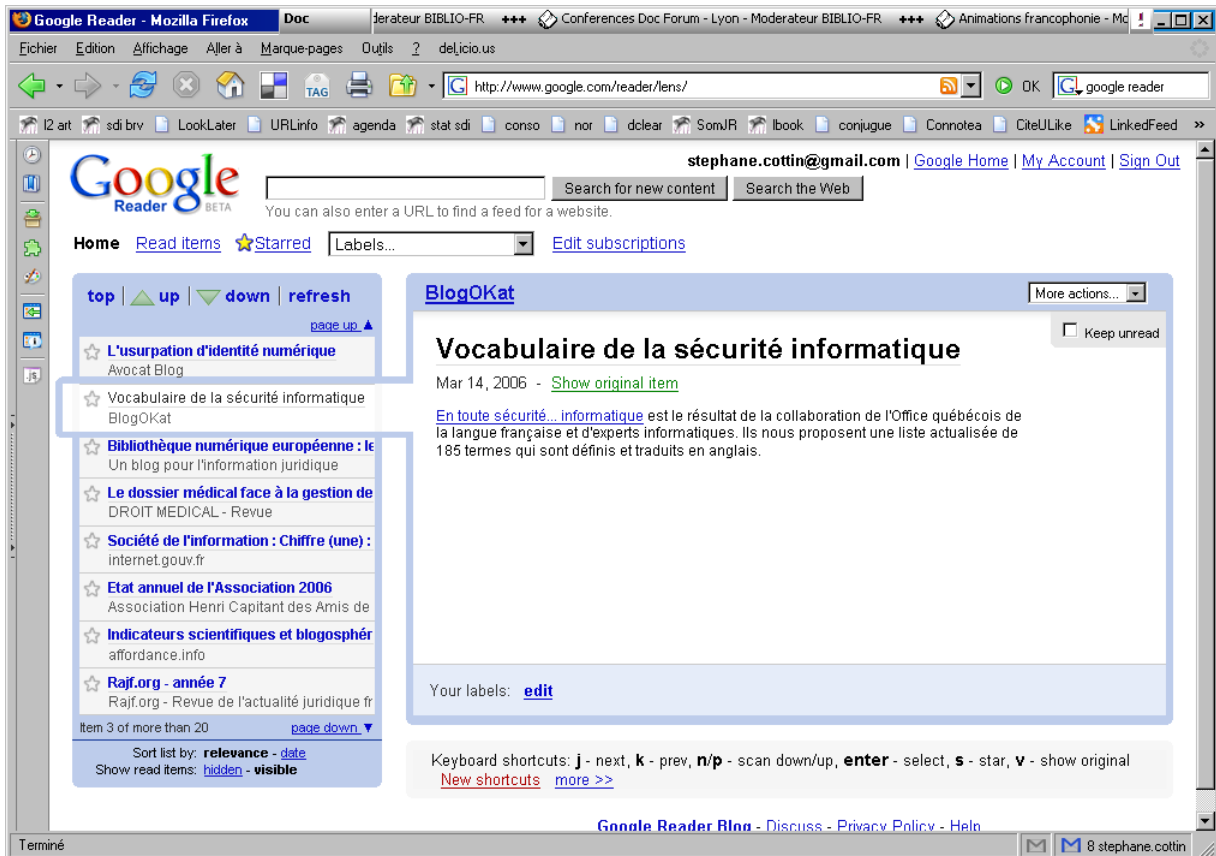 Google Reader - Mozilla Firefox Doc derateur BIBLIO-FR +++ Conferences Doc Forum - Lyon - Moderateur BIBLIO-FR +++ Animations francophonie - Mo
Fichier Edition Affichage Aller à Marque-pages Outils ? del.icio.us
TAG http://www.google.com/reader/lens/ OK G google reader
l2 art sdi brv LookLater URLinfo agenda stat sdi conso nor dclear SomJR lbook conjugue Connotea CiteULike LinkedFeed »
stephane.cottin@gmail.com | Google Home | My Account | Sign Out
Google Reader BETA
Search for new content Search the Web
You can also enter a URL to find a feed for a website.
Home Read items Starred Labels... Edit subscriptions
top | up | down | refresh
page up
L'usurpation d'identité numérique
Avocat Blog
Vocabulaire de la sécurité informatique
BlogOKat
Bibliothèque numérique européenne : le
Un blog pour l'information juridique
Le dossier médical face à la gestion de
DROIT MEDICAL - Revue
Société de l'information : Chiffre (une) :
internet.gouv.fr
Etat annuel de l'Association 2006
Association Henri Capitant des Amis de
Indicateurs scientifiques et blogosphér
affordance.info
Rajf.org - année 7
Rajf.org - Revue de l'actualité juridique fr
Item 3 of more than 20 page down
Sort list by: relevance - date
Show read items: hidden - visible
BlogOKat More actions...
Keep unread
Vocabulaire de la sécurité informatique
Mar 14, 2006 - Show original item
En toute sécurité... informatique est le résultat de la collaboration de l'Office québécois de
la langue française et d'experts informatiques. Ils nous proposent une liste actualisée de
185 termes qui sont définis et traduits en anglais.
Your labels: edit
Keyboard shortcuts: j - next, k - prev, n/p - scan down/up, enter - select, s - star, v - show original
New shortcuts more >>
Google Reader Blog - Discuss - Privacy Policy - Help
Terminé 8 stephane.cottin